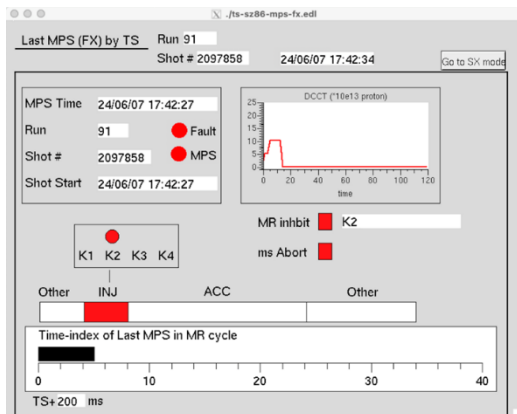 ./ts-sz86-mps-fx.edl
Last MPS (FX) by TS
Run 91
Shot # 2097858
24/06/07 17:42:34
Go to SX mode
MPS Time 24/06/07 17:42:27
Run 91
Fault
Shot # 2097858
MPS
Shot Start 24/06/07 17:42:27
DCCT (*10e13 proton)
25
20
15
10
5
0
0 20 40 60 80 100 120
time
MR inhbit K2
ms Abort
K1 K2 K3 K4
Other INJ ACC Other
Time-index of Last MPS in MR cycle
0 10 20 30 40
TS+ 200 ms